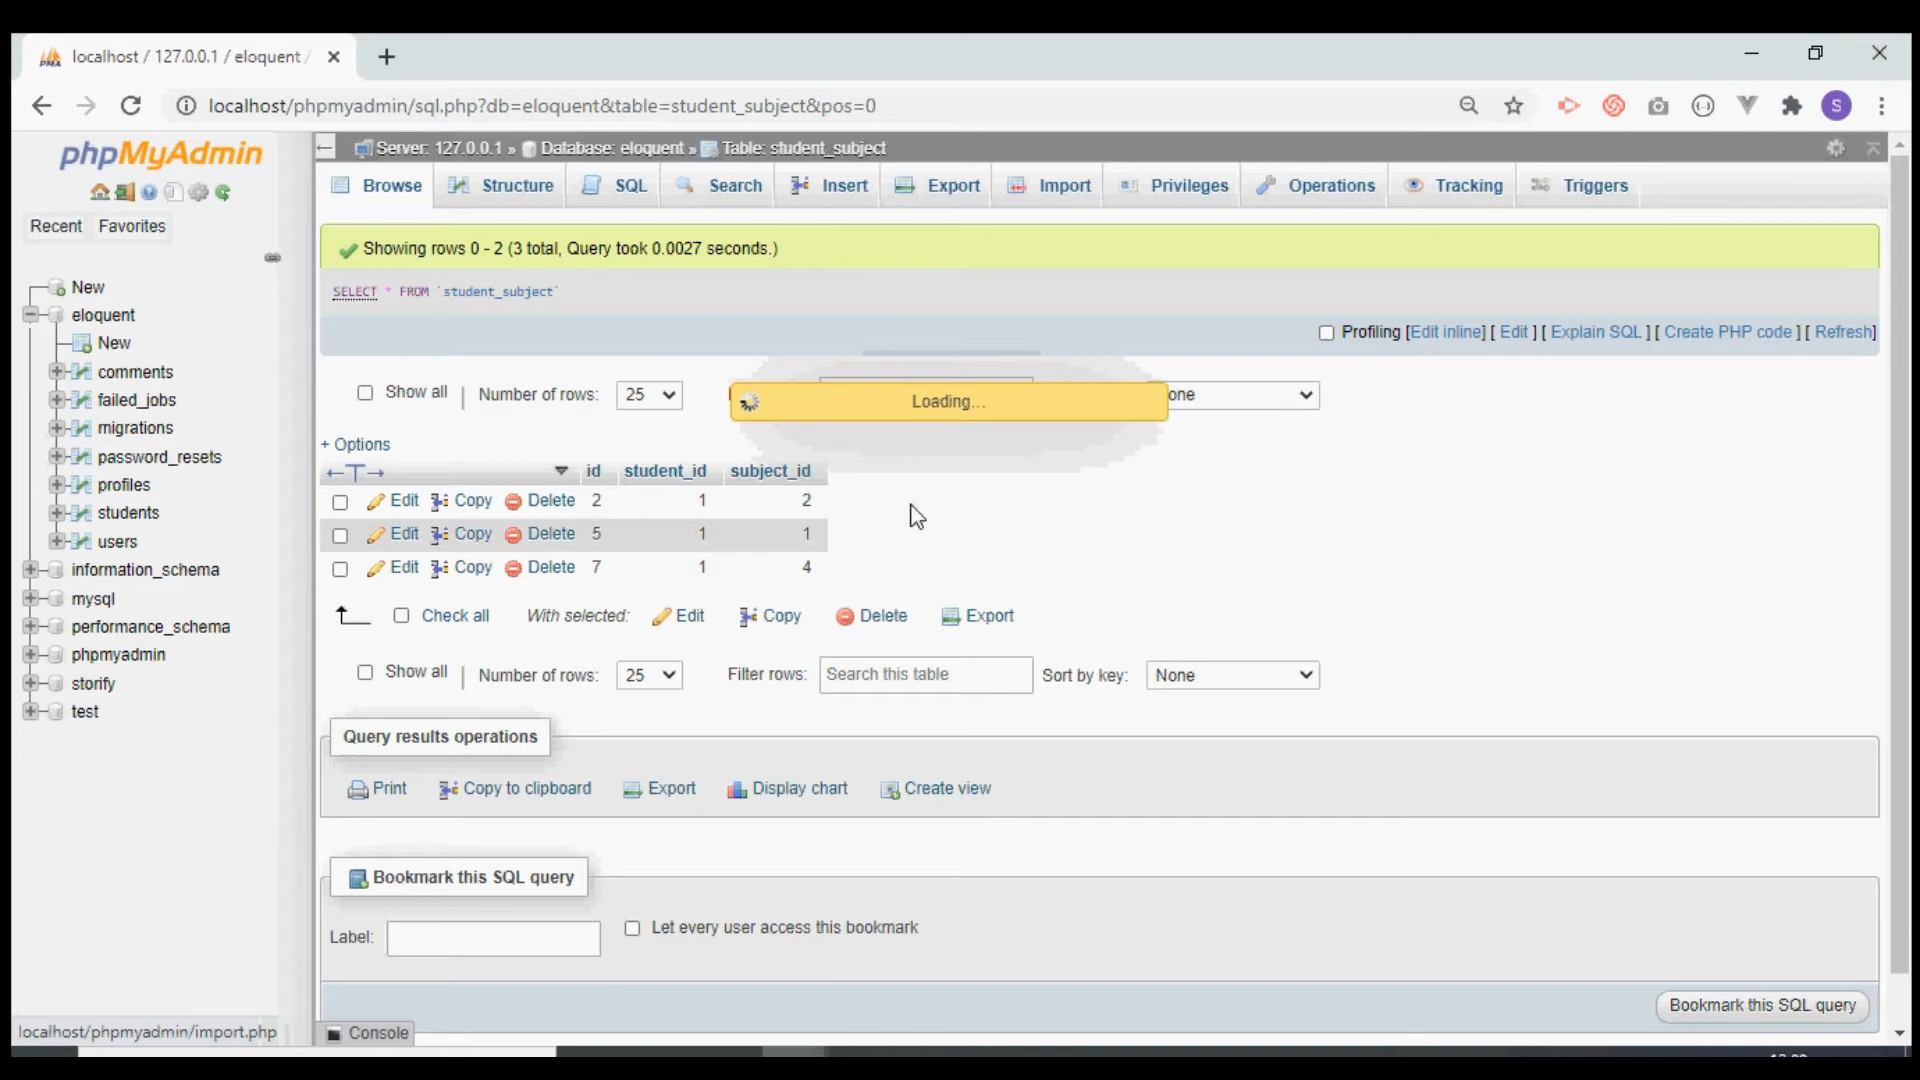 localhost / 127.0.0.1 / eloquent /
localhost/phpmyadmin/sql.php?db=eloquent&table=student_subject&pos=0
S
phpMyAdmin
Recent Favorites
New
eloquent
New
comments
failed_jobs
migrations
password_resets
profiles
students
users
information_schema
mysql
performance_schema
phpmyadmin
storify
test
localhost/phpmyadmin/import.php
Server: 127.0.0.1 » Database: eloquent » Table: student_subject
Browse Structure SQL Search Insert Export Import Privileges Operations Tracking Triggers
Showing rows 0 - 2 (3 total, Query took 0.0027 seconds.)
SELECT * FROM `student_subject`
Profiling [Edit inline] [ Edit ] [ Explain SQL ] [ Create PHP code ] [ Refresh]
Show all | Number of rows: 25 one
Loading...
+ Options
←T→ id student_id subject_id
Edit Copy Delete 2 1 2
Edit Copy Delete 5 1 1
Edit Copy Delete 7 1 4
Check all With selected: Edit Copy Delete Export
Show all | Number of rows: 25 Filter rows: Search this table Sort by key: None
Query results operations
Print Copy to clipboard Export Display chart Create view
Bookmark this SQL query
Label: Let every user access this bookmark
Bookmark this SQL query
Console